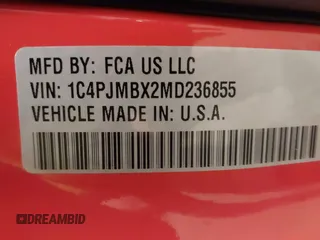 MFD BY: FCA US LLC
VIN: 1C4PJMBX2MD236855
VEHICLE MADE IN U.S.A.
DREAMBID